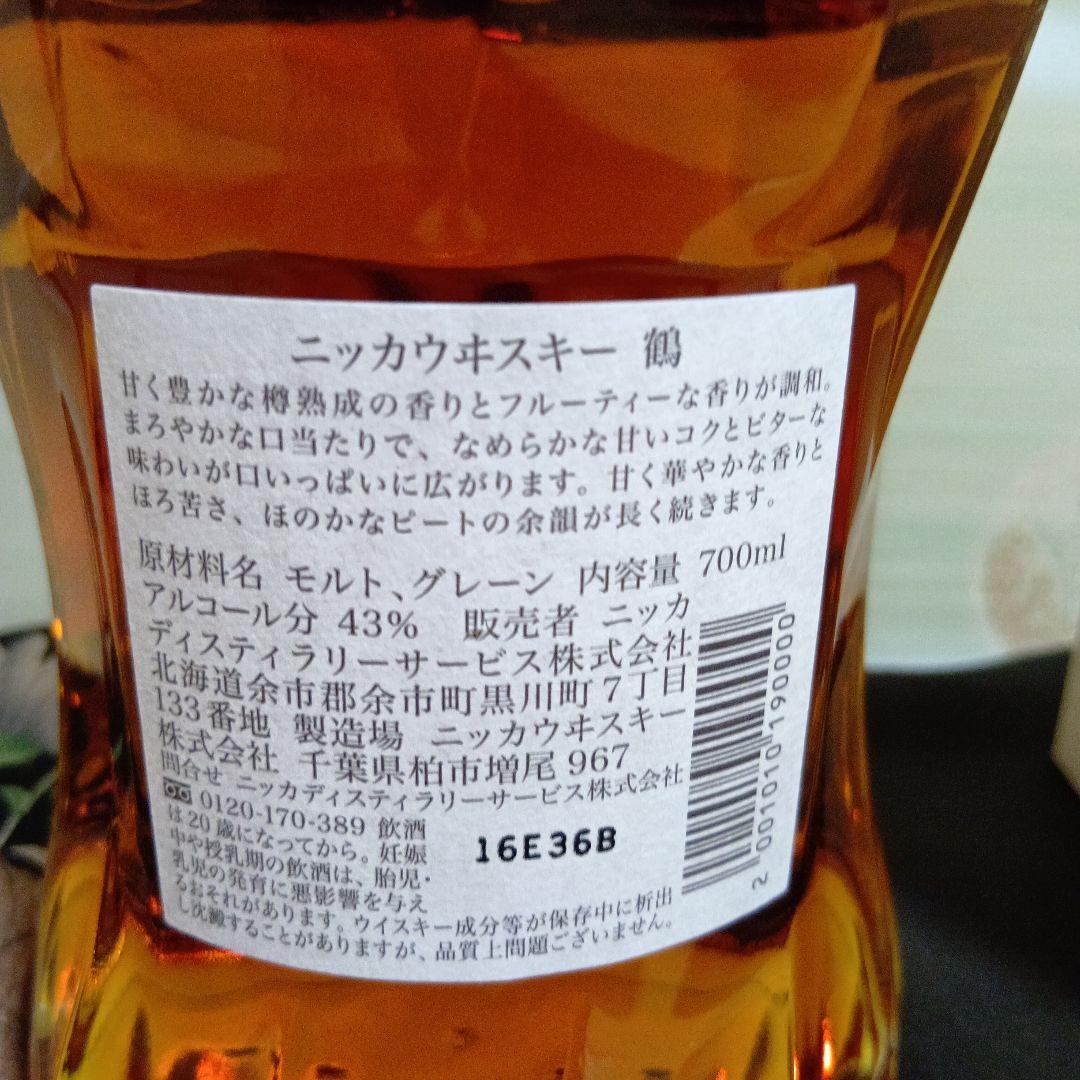 ニッカウヰスキー 鶴
甘く豊かな樽熟成の香りとフルーティーな香りが調和。
まろやかな口当たりで、なめらかな甘いコクとビターな
味わいが口いっぱいに広がります。甘く華やかな香りと
ほろ苦さ、ほのかなピートの余韻が長く続きます。
原材料名 モルト、グレーン 内容量 700ml
アルコール分 43% 販売者 ニッカ
ディスティラリーサービス株式会社
北海道余市郡余市町黒川町7丁目
133番地 製造場 ニッカウヰスキー
株式会社 千葉県柏市増尾967
問合せ ニッカディスティラリーサービス株式会社
0120-170-389 飲酒
は20歳になってから。妊娠
中や授乳期の飲酒は、胎児・
乳児の発育に悪影響を与え
るおそれがあります。ウイスキー成分等が保存中に析出
し沈澱することがありますが、品質上問題ございません。
16E36B
2 001010 190000